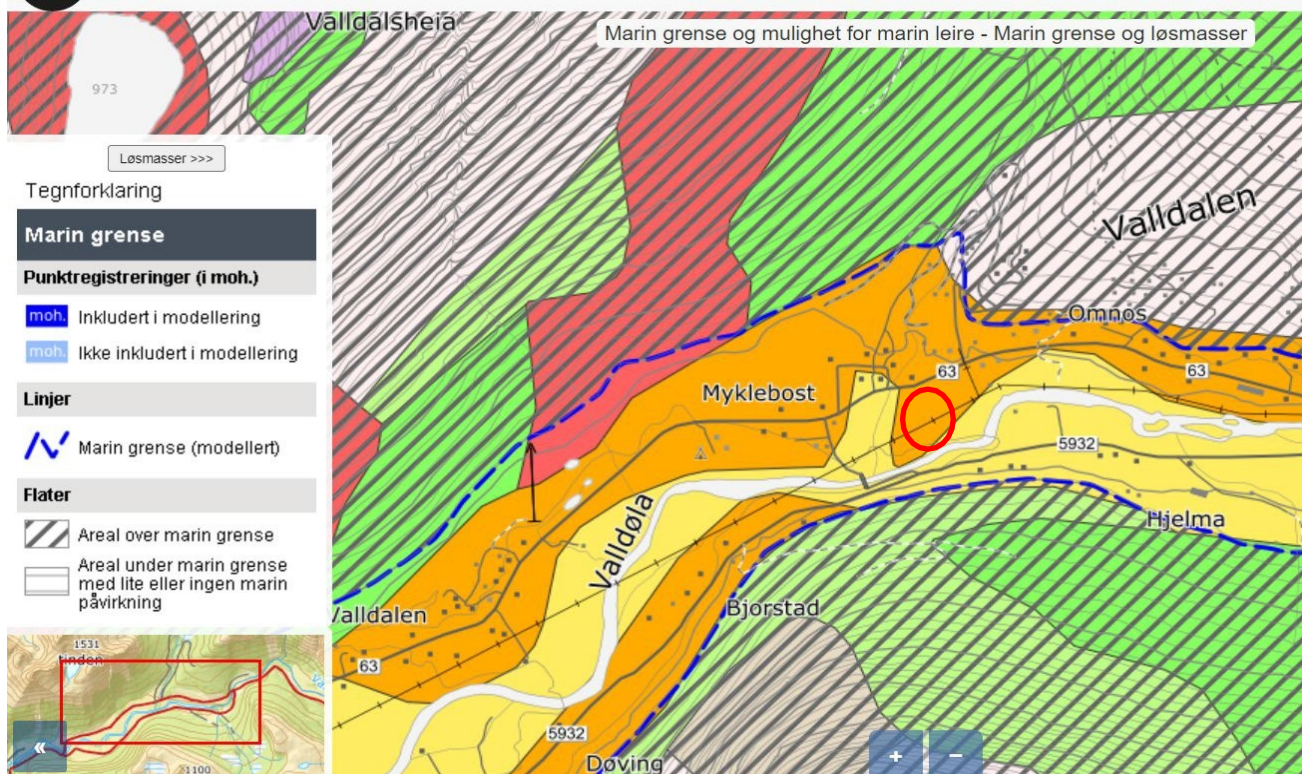 Valldalsheia
Marin grense og mulighet for marin leire - Marin grense og løsmasser
973
Løsmasser >>>
Tegnforklaring
Marin grense
Punktregistreringer (i moh.)
moh. Inkludert i modellering
moh. Ikke inkludert i modellering
Linjer
Marin grense (modellert)
Flater
Areal over marin grense
Areal under marin grense
med lite eller ingen marin
påvirkning
Valldalen
Omnos
63
63
Myklebost
5932
Valldøla
Hjelma
Bjorstad
Valldalen
63
5932
Døving
1531
tinden
1100
«
+
−